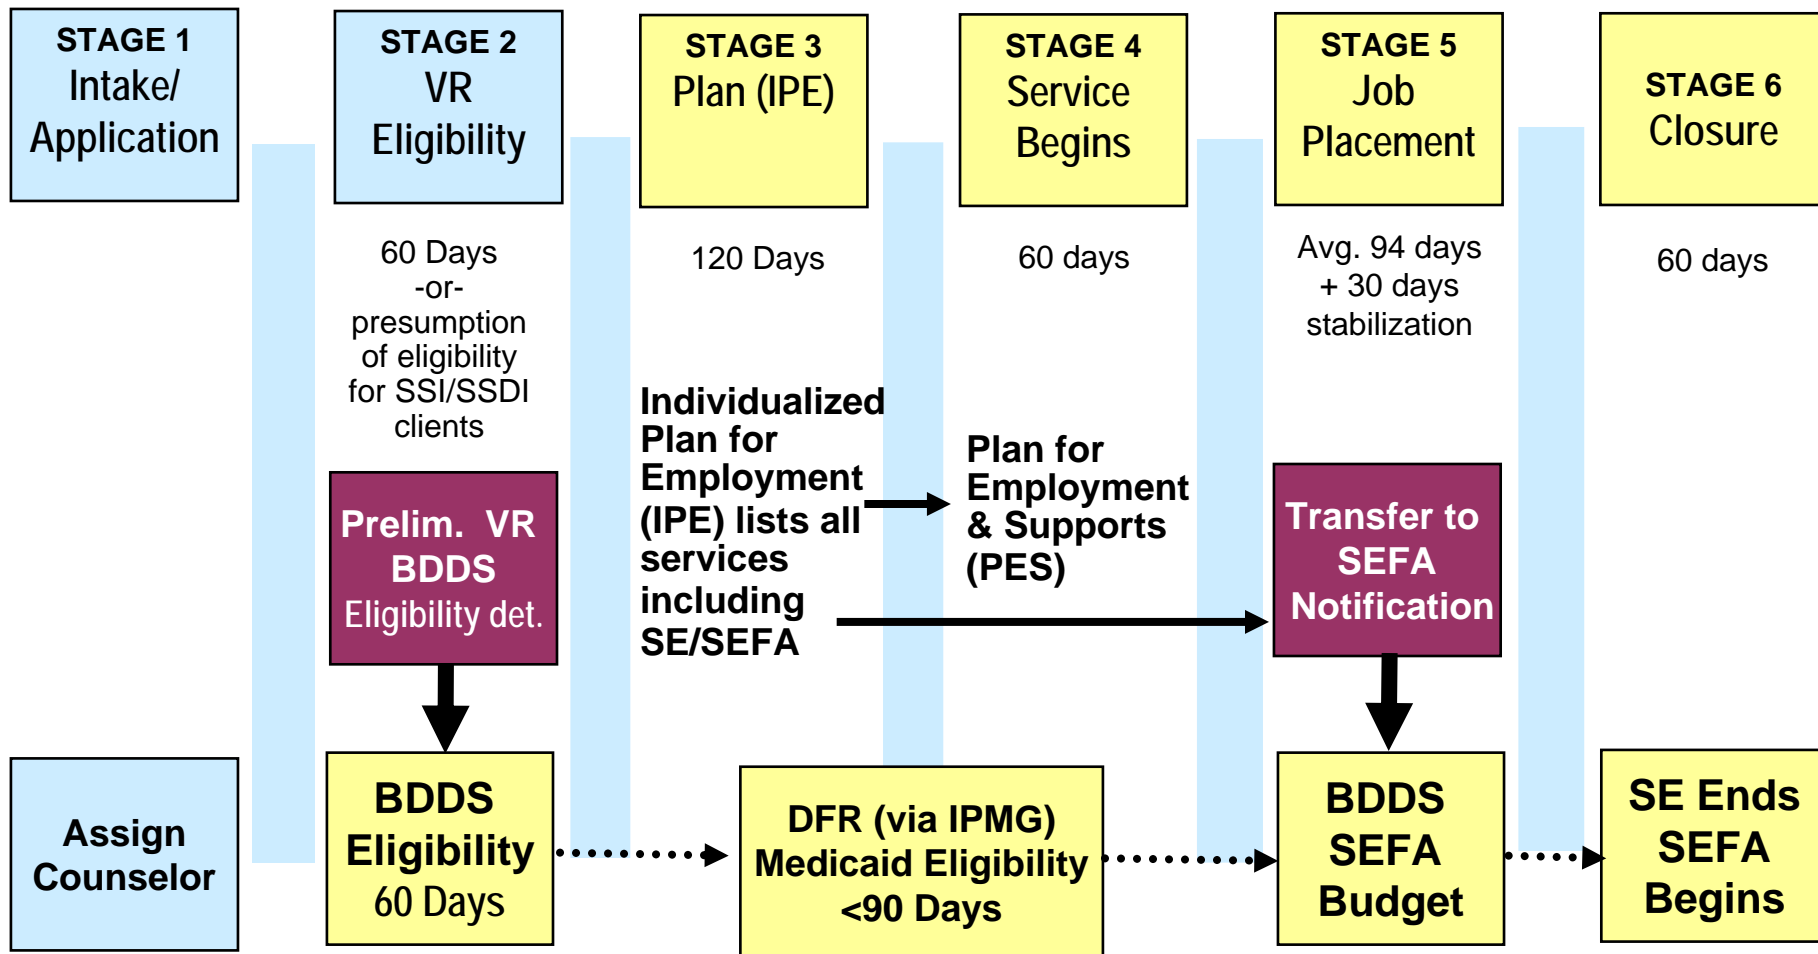 STAGE 1
Intake/
Application
STAGE 2
VR
Eligibility
STAGE 3
Plan (IPE)
STAGE 4
Service
Begins
STAGE 5
Job
Placement
STAGE 6
Closure
60 Days
-or-
presumption
of eligibility
for SSI/SSDI
clients
120 Days
60 days
Avg. 94 days
+ 30 days
stabilization
60 days
Prelim. VR
BDDS
Eligibility det.
Individualized
Plan for
Employment
(IPE) lists all
services
including
SE/SEFA
Plan for
Employment
& Supports
(PES)
Transfer to
SEFA
Notification
Assign
Counselor
BDDS
Eligibility
60 Days
DFR (via IPMG)
Medicaid Eligibility
<90 Days
BDDS
SEFA
Budget
SE Ends
SEFA
Begins